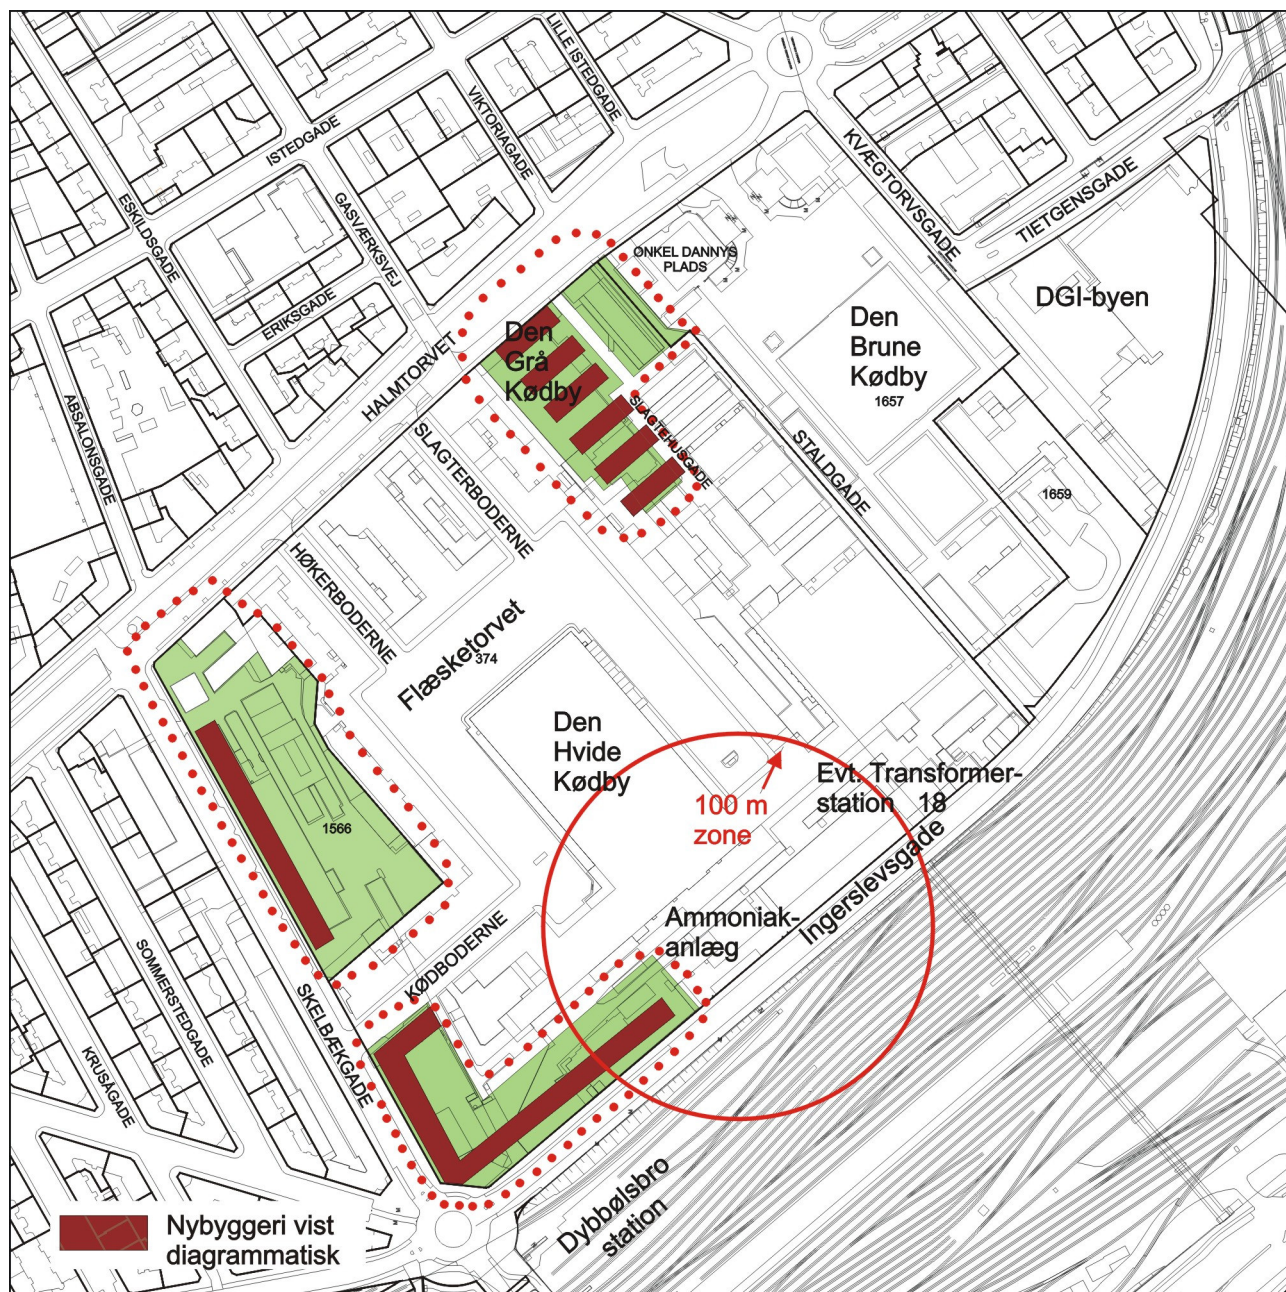 LILLE ISTEDGADE
VIKTORIAGADE
ISTEDGADE
KVÆGTORVSGADE
TIETGENSGADE
ESKILDSGADE
GASVÆRKSVEJ
ØNKEL DANNYS
PLADS
DGI-byen
ERIKSGADE
HALMTORVET
Den
Grå
Kødby
Den
Brune
Kødby
1657
ABSALONSGADE
SLAGTERBODERNE
SLAGTEHUSGADE
STALDGADE
1659
HØKERBODERNE
Flæsketorvet
374
Den
Hvide
Kødby
Evt. Transformer-
station 18
100 m
zone
1566
Ingerslevsgade
Ammoniak-
anlæg
KØDBODERNE
SOMMERSTEDGADE
SKELBÆKGADE
KRUSÅGADE
Dybbølsbro
station
Nybyggeri vist
diagrammatisk